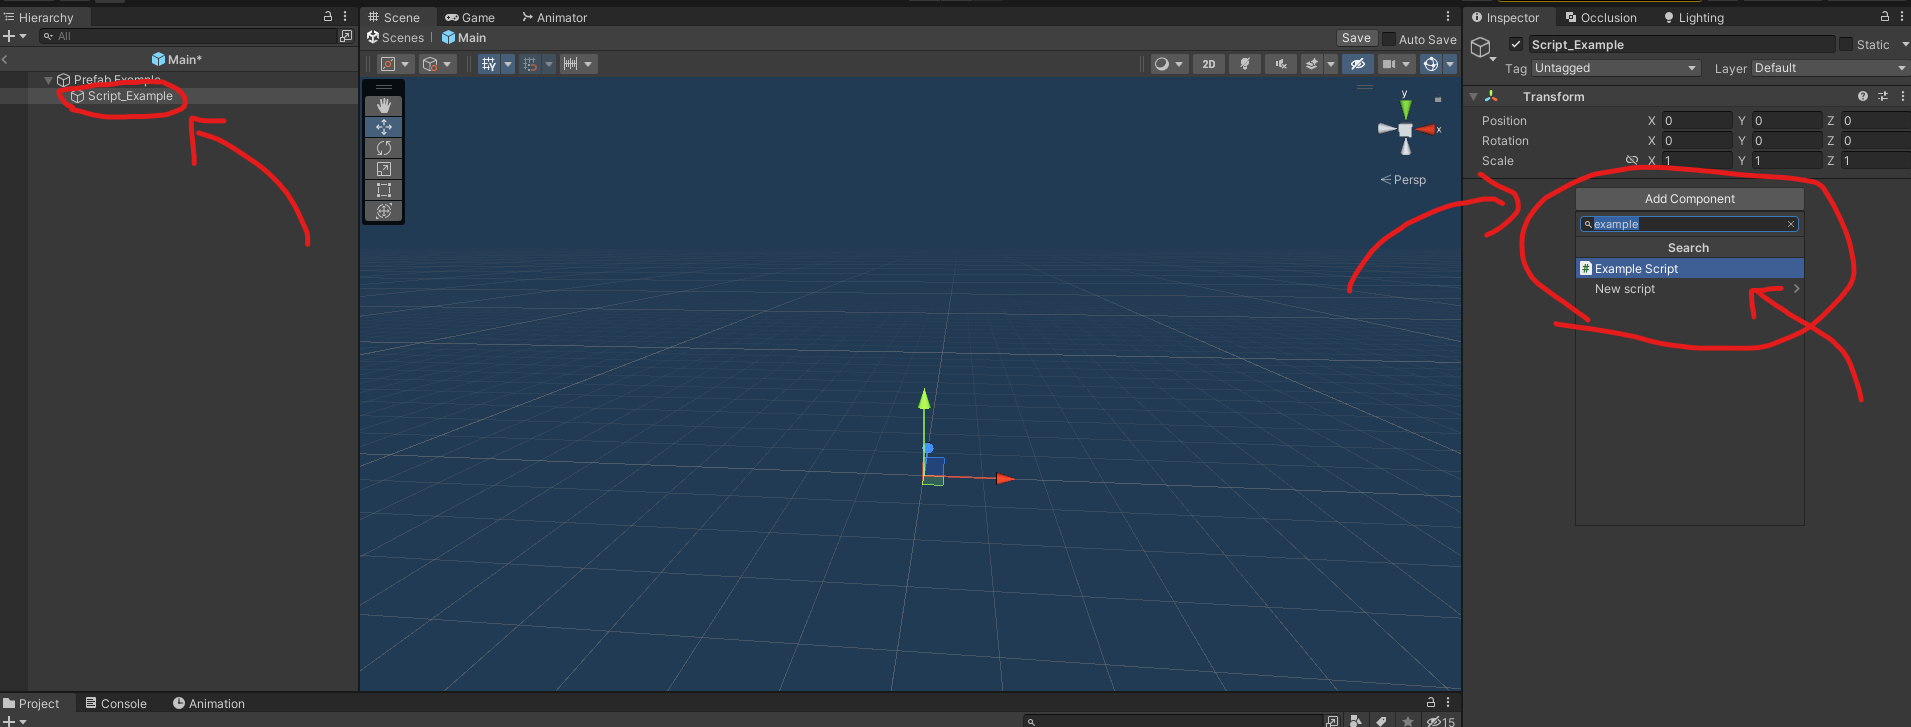 Hierarchy
All
Main*
Prefab Example
Script_Example
Scene Game Animator
Scenes | Main
Save Auto Save
2D
y
x
Persp
Inspector Occlusion Lighting
Script_Example Static
Tag Untagged Layer Default
Transform
Position X 0 Y 0 Z 0
Rotation X 0 Y 0 Z 0
Scale X 1 Y 1 Z 1
Add Component
example
Search
Example Script
New script
Project Console Animation
15